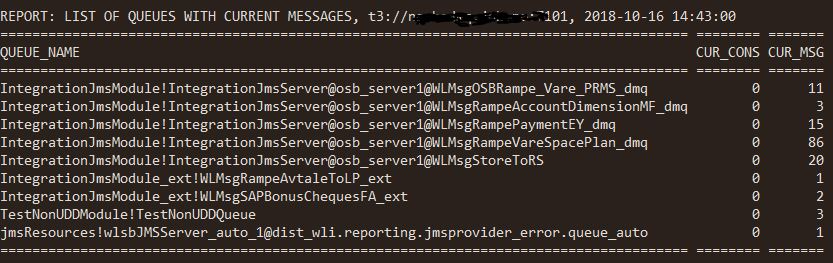 REPORT: LIST OF QUEUES WITH CURRENT MESSAGES, t3:// 101, 2018-10-16 14:43:00
================================================================================ ======== =======
QUEUE_NAME CUR_CONS CUR_MSG
================================================================================ ======== =======
IntegrationJmsModule!IntegrationJmsServer@osb_server1@WLMsgOSBRampe_Vare_PRMS_dmq 0 11
IntegrationJmsModule!IntegrationJmsServer@osb_server1@WLMsgRampeAccountDimensionMF_dmq 0 3
IntegrationJmsModule!IntegrationJmsServer@osb_server1@WLMsgRampePaymentEY_dmq 0 15
IntegrationJmsModule!IntegrationJmsServer@osb_server1@WLMsgRampeVareSpacePlan_dmq 0 86
IntegrationJmsModule!IntegrationJmsServer@osb_server1@WLMsgStoreToRS 0 20
IntegrationJmsModule_ext!WLMsgRampeAvtaleToLP_ext 0 1
IntegrationJmsModule_ext!WLMsgSAPBonusChequesFA_ext 0 2
TestNonUDDModule!TestNonUDDQueue 0 3
jmsResources!wlsbJMSServer_auto_1@dist_wli.reporting.jmsprovider_error.queue_auto 0 1
================================================================================ ======== =======